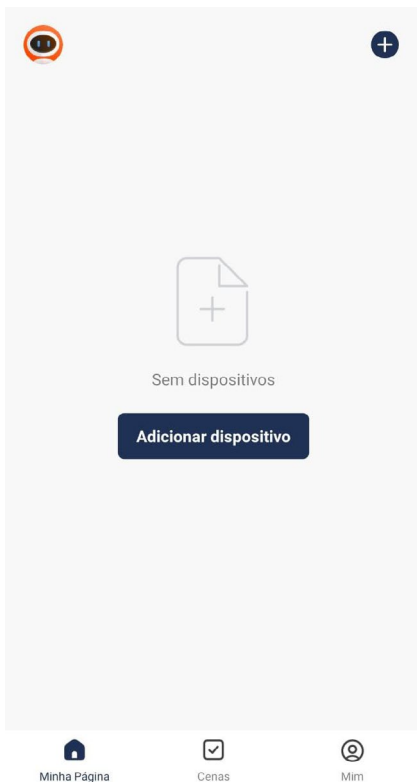 Sem dispositivos
Adicionar dispositivo
Minha Página
Cenas
Mim